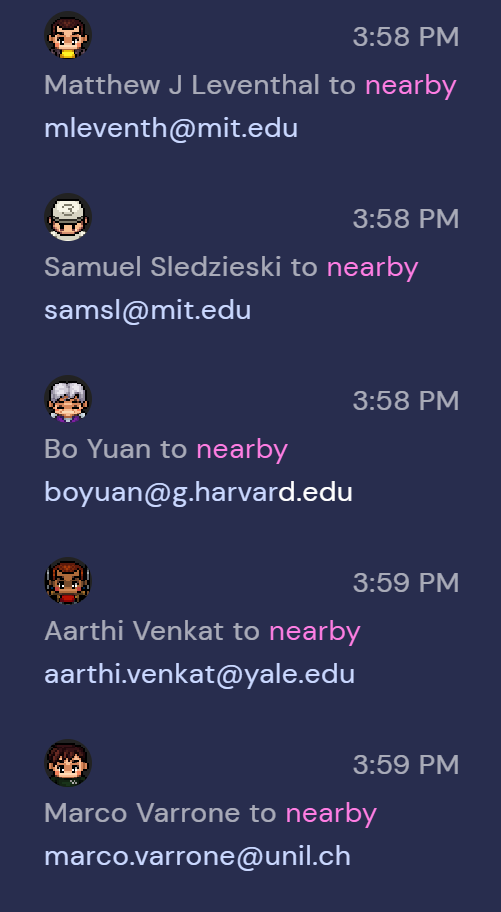 3:58 PM
Matthew J Leventhal to nearby
mleventh@mit.edu
3:58 PM
Samuel Sledzieski to nearby
samsl@mit.edu
3:58 PM
Bo Yuan to nearby
boyuan@g.harvard.edu
3:59 PM
Aarthi Venkat to nearby
aarthi.venkat@yale.edu
3:59 PM
Marco Varrone to nearby
marco.varrone@unil.ch